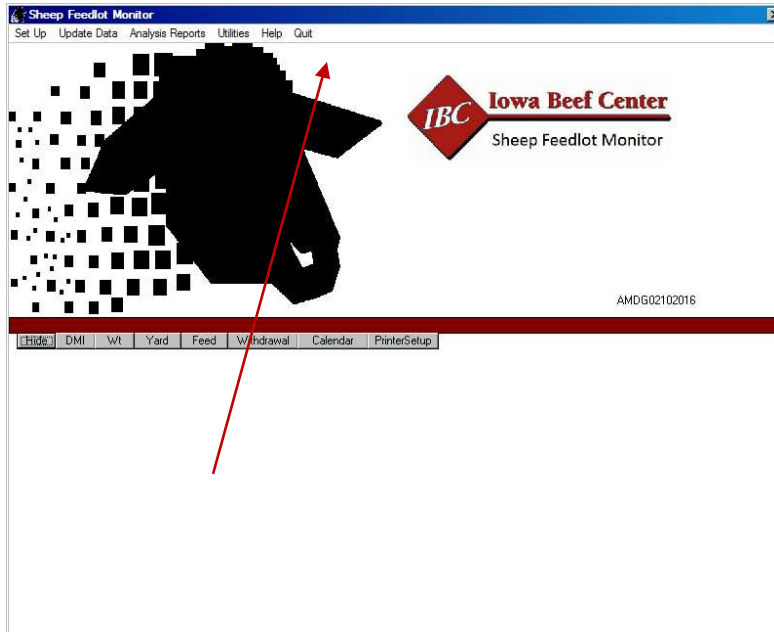 Sheep Feedlot Monitor
Set Up Update Data Analysis Reports Utilities Help Quit
IBC Iowa Beef Center
Sheep Feedlot Monitor
AMDG02102016
Hide DMI Wt Yard Feed Withdrawal Calendar PrinterSetup